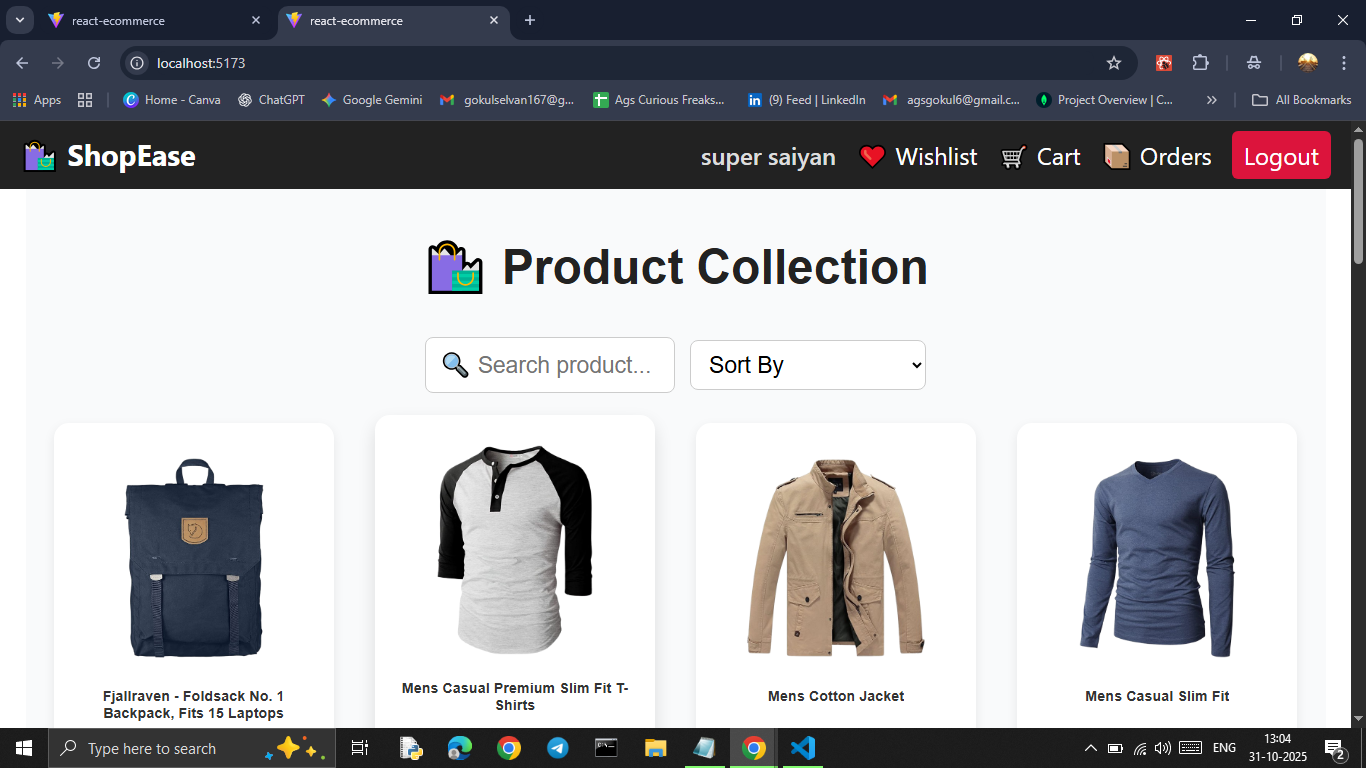 react-ecommerce
react-ecommerce
localhost:5173
Apps
Home - Canva
ChatGPT
Google Gemini
gokulselvan167@g...
Ags Curious Freaks...
(9) Feed | LinkedIn
agsgokul6@gmail.c...
Project Overview | C...
All Bookmarks
ShopEase
super saiyan
Wishlist
Cart
Orders
Logout
Product Collection
Search product...
Sort By
Fjallraven - Foldsack No. 1
Backpack, Fits 15 Laptops
Mens Casual Premium Slim Fit T-
Shirts
Mens Cotton Jacket
Mens Casual Slim Fit
Type here to search
ENG
13:04
31-10-2025
2